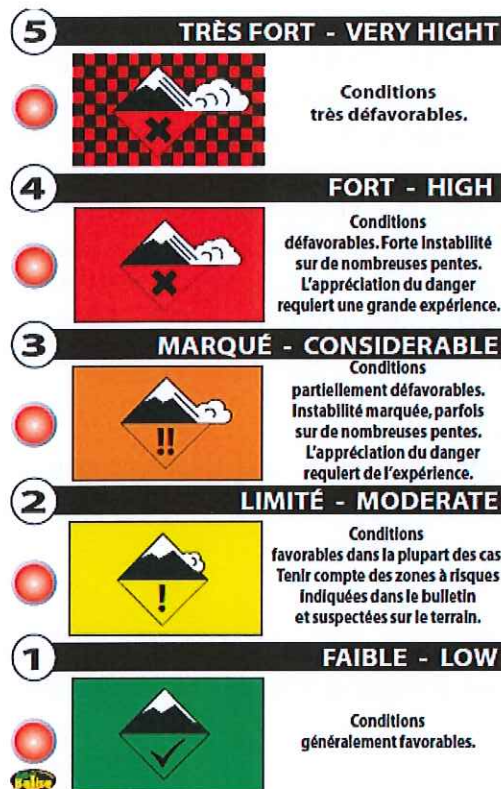 5 TRÈS FORT - VERY HIGHT
Conditions
très défavorables.
4 FORT - HIGH
Conditions
défavorables. Forte Instabilité
sur de nombreuses pentes.
L'appréciation du danger
requiert une grande expérience.
3 MARQUÉ - CONSIDERABLE
Conditions
partiellement défavorables.
Instabilité marquée, parfois
sur de nombreuses pentes.
L'appréciation du danger
requiert de l'expérience.
!!
2 LIMITÉ - MODERATE
Conditions
favorables dans la plupart des cas
Tenir compte des zones à risques
indiquées dans le bulletin
et suspectées sur le terrain.
!
1 FAIBLE - LOW
Conditions
généralement favorables.